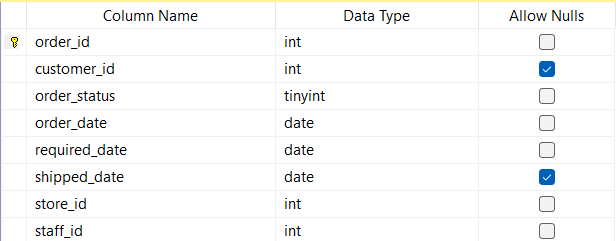 Column Name Data Type Allow Nulls
order_id int
customer_id int
order_status tinyint
order_date date
required_date date
shipped_date date
store_id int
staff_id int